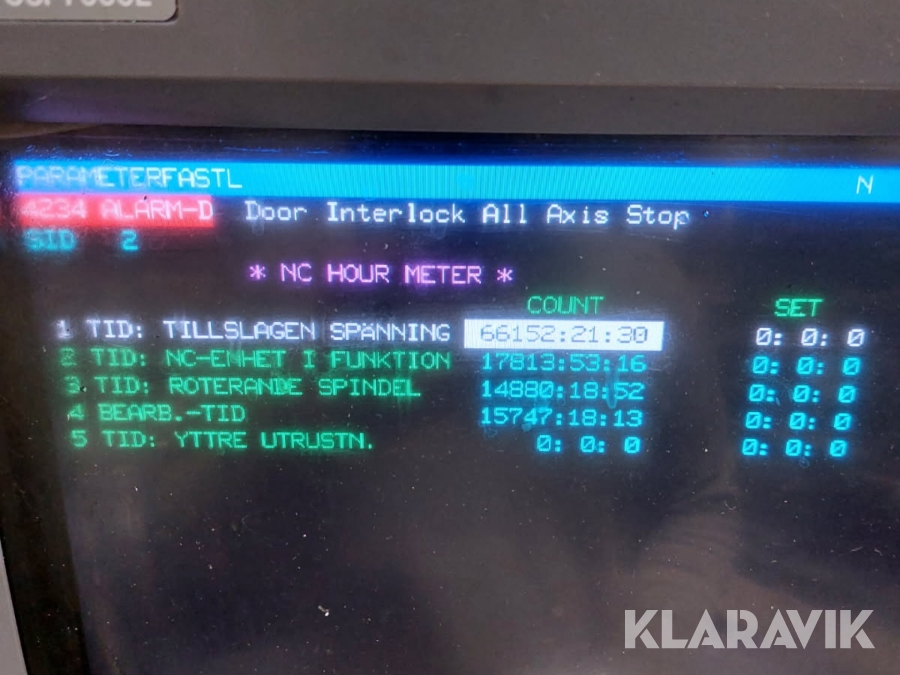 PARAMETERFASTL N
4234 ALARM-D Door Interlock All Axis Stop
SID 2
* NC HOUR METER *
COUNT SET
1 TID: TILLSLAGEN SPÄNNING 66152:21:30 0: 0: 0
2 TID: NC-ENHET I FUNKTION 17813:53:16 0: 0: 0
3 TID: ROTERANDE SPINDEL 14880:18:52 0: 0: 0
4 BEARB.-TID 15747:18:13 0: 0: 0
5 TID: YTTRE UTRUSTN. 0: 0: 0 0: 0: 0
KLARAVIK